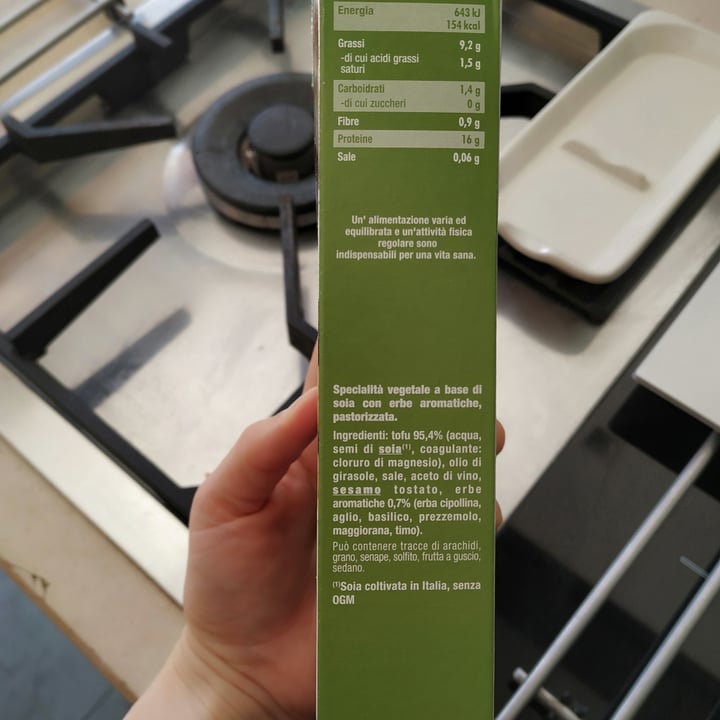 Energia 643 kJ
154 kcal
Grassi 9,2 g
-di cui acidi grassi 1,5 g
saturi
Carboidrati 1,4 g
-di cui zuccheri 0 g
Fibre 0,9 g
Proteine 16 g
Sale 0,06 g
Un' alimentazione varia ed
equilibrata e un'attività fisica
regolare sono
indispensabili per una vita sana.
Specialità vegetale a base di
soia con erbe aromatiche,
pastorizzata.
Ingredienti: tofu 95,4% (acqua,
semi di soia(1), coagulante:
cloruro di magnesio), olio di
girasole, sale, aceto di vino,
sesamo tostato, erbe
aromatiche 0,7% (erba cipollina,
aglio, basilico, prezzemolo,
maggiorana, timo).
Può contenere tracce di arachidi,
grano, senape, solfito, frutta a guscio,
sedano.
(1)Soia coltivata in Italia, senza
OGM